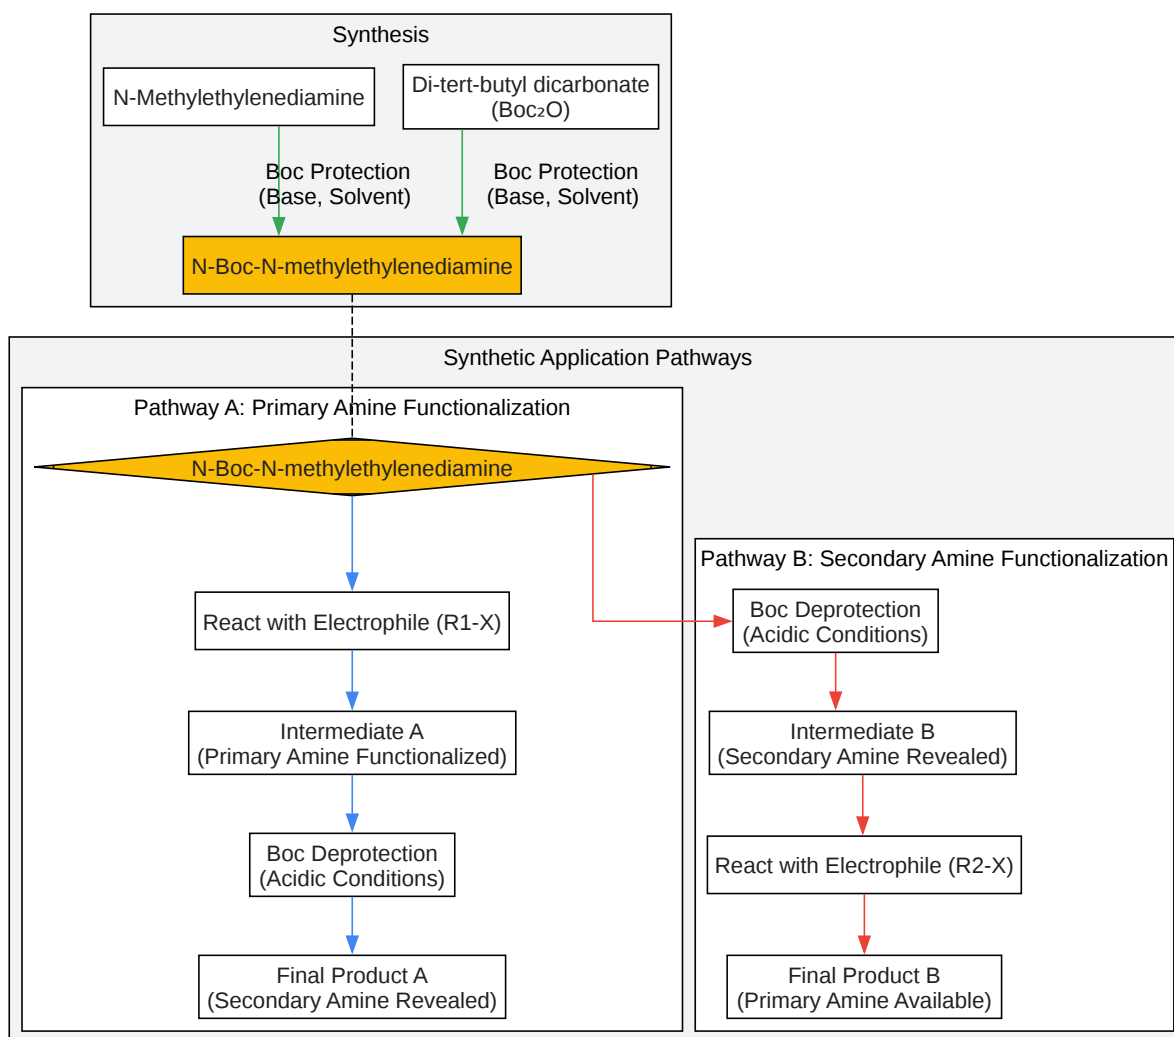 Synthesis
N-Methylethylenediamine
Di-tert-butyl dicarbonate
(Boc₂O)
Boc Protection
(Base, Solvent)
Boc Protection
(Base, Solvent)
N-Boc-N-methylethylenediamine
Synthetic Application Pathways
Pathway A: Primary Amine Functionalization
N-Boc-N-methylethylenediamine
React with Electrophile (R1-X)
Intermediate A
(Primary Amine Functionalized)
Boc Deprotection
(Acidic Conditions)
Final Product A
(Secondary Amine Revealed)
Pathway B: Secondary Amine Functionalization
Boc Deprotection
(Acidic Conditions)
Intermediate B
(Secondary Amine Revealed)
React with Electrophile (R2-X)
Final Product B
(Primary Amine Available)